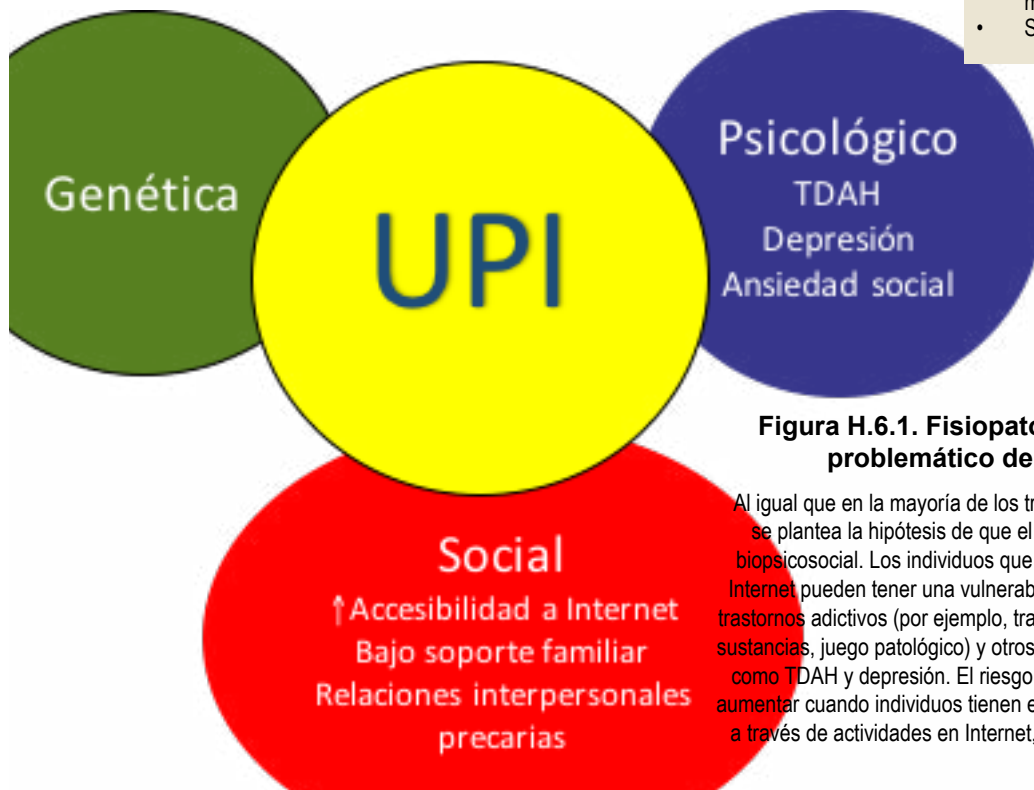 Genética
UPI
Psicológico
TDAH
Depresión
Ansiedad social
Social
↑Accesibilidad a Internet
Bajo soporte familiar
Relaciones interpersonales
precarias
Figura H.6.1. Fisiopato
problemático de
Al igual que en la mayoría de los tr
se plantea la hipótesis de que el
biopsicosocial. Los individuos que
Internet pueden tener una vulnerab
trastornos adictivos (por ejemplo, tra
sustancias, juego patológico) y otros
como TDAH y depresión. El riesgo
aumentar cuando individuos tienen e
a través de actividades en Internet,